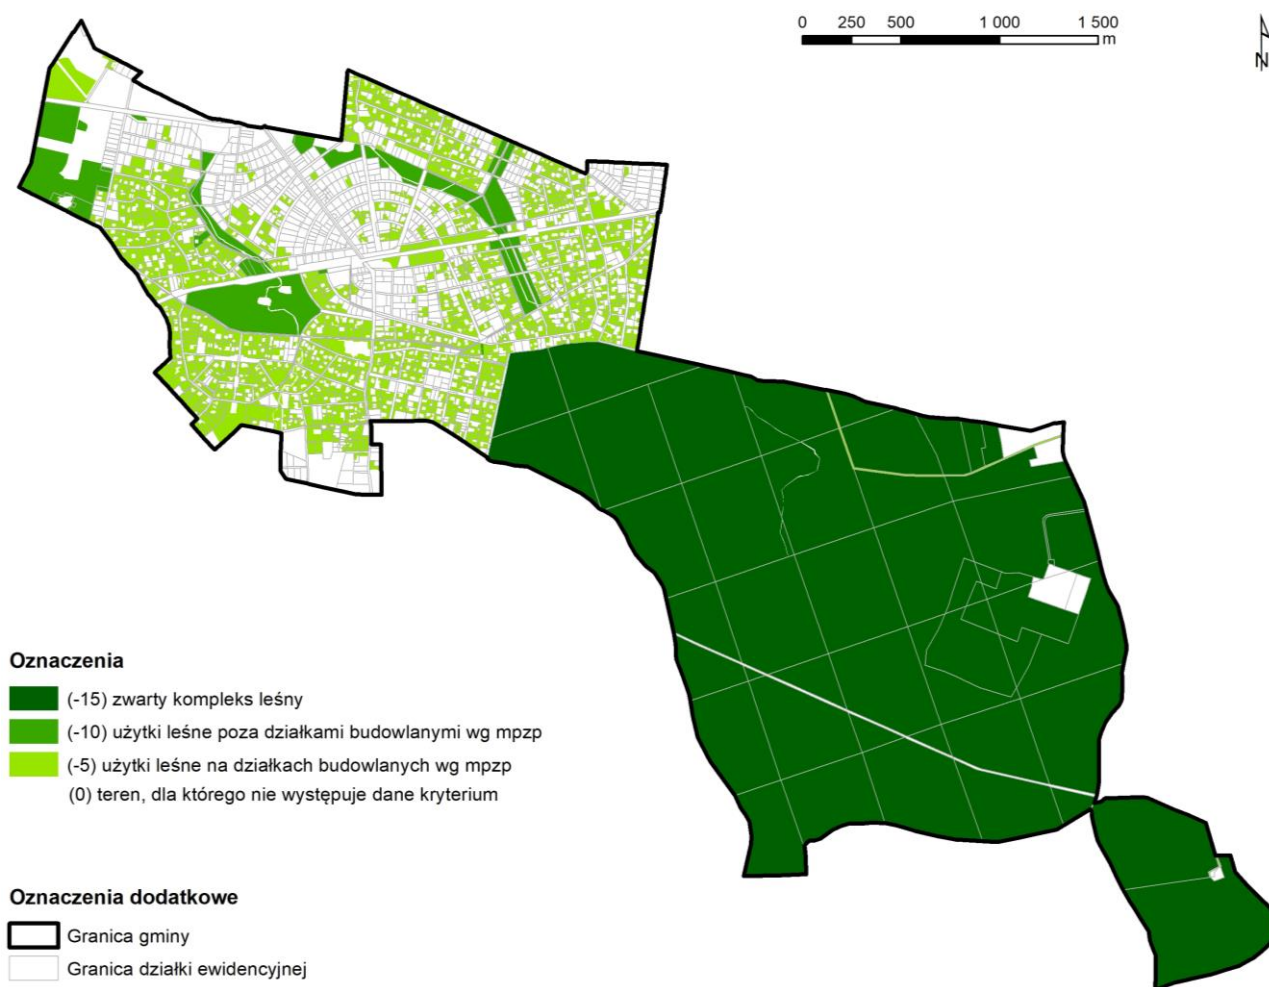 0 250 500 1 000 1 500
m
N
Oznaczenia
(-15) zwarty kompleks leśny
(-10) użytki leśne poza działkami budowlanymi wg mpzp
(-5) użytki leśne na działkach budowlanych wg mpzp
(0) teren, dla którego nie występuje dane kryterium
Oznaczenia dodatkowe
Granica gminy
Granica działki ewidencyjnej